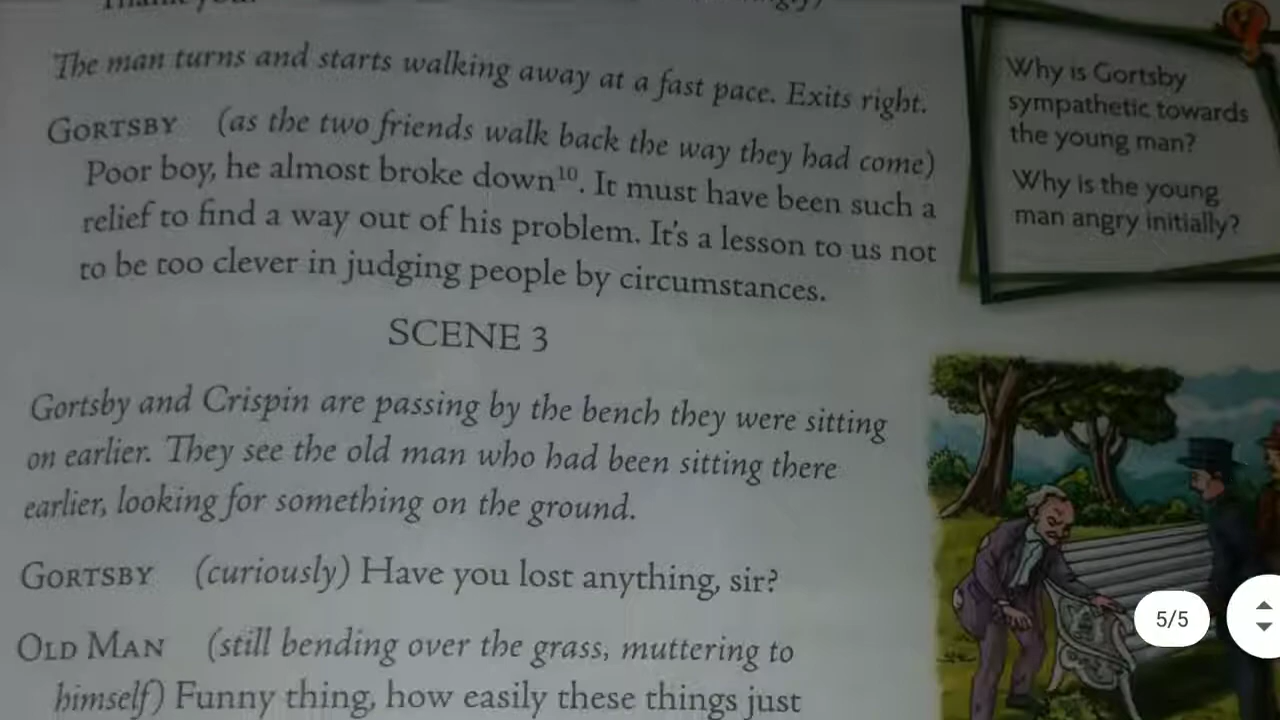 The man turns and starts walking away at a fast pace. Exits right.
GORTSBY (as the two friends walk back the way they had come)
Poor boy, he almost broke down¹⁰. It must have been such a
relief to find a way out of his problem. It's a lesson to us not
to be too clever in judging people by circumstances.
SCENE 3
Gortsby and Crispin are passing by the bench they were sitting
on earlier. They see the old man who had been sitting there
earlier, looking for something on the ground.
GORTSBY (curiously) Have you lost anything, sir?
OLD MAN (still bending over the grass, muttering to
himself) Funny thing, how easily these things just
Why is Gortsby
sympathetic towards
the young man?
Why is the young
man angry initially?
5/5